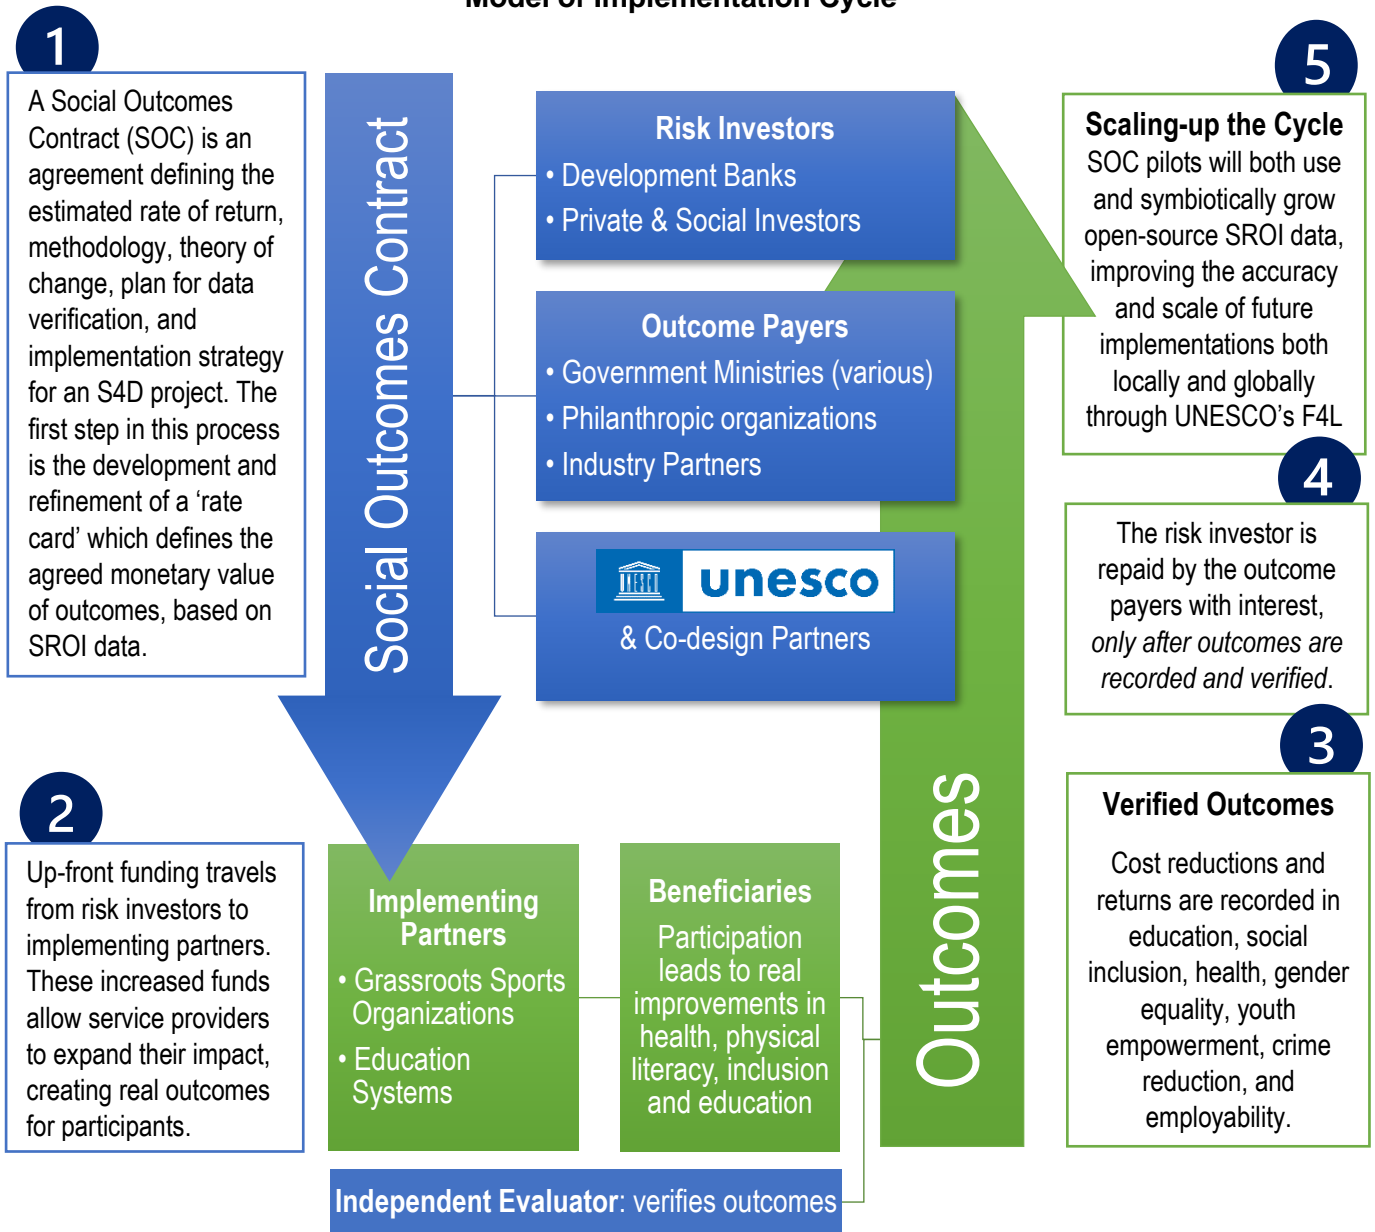 Model of Implementation Cycle
1
A Social Outcomes
Contract (SOC) is an
agreement defining the
estimated rate of return,
methodology, theory of
change, plan for data
verification, and
implementation strategy
for an S4D project. The
first step in this process
is the development and
refinement of a ‘rate
card’ which defines the
agreed monetary value
of outcomes, based on
SROI data.
2
Up-front funding travels
from risk investors to
implementing partners.
These increased funds
allow service providers
to expand their impact,
creating real outcomes
for participants.
Social Outcomes Contract
Risk Investors
• Development Banks
• Private & Social Investors
Outcome Payers
• Government Ministries (various)
• Philanthropic organizations
• Industry Partners
unesco
& Co-design Partners
Implementing
Partners
• Grassroots Sports
Organizations
• Education
Systems
Beneficiaries
Participation
leads to real
improvements in
health, physical
literacy, inclusion
and education
Independent Evaluator: verifies outcomes
Outcomes
5
Scaling-up the Cycle
SOC pilots will both use
and symbiotically grow
open-source SROI data,
improving the accuracy
and scale of future
implementations both
locally and globally
through UNESCO’s F4L
4
The risk investor is
repaid by the outcome
payers with interest,
only after outcomes are
recorded and verified.
3
Verified Outcomes
Cost reductions and
returns are recorded in
education, social
inclusion, health, gender
equality, youth
empowerment, crime
reduction, and
employability.